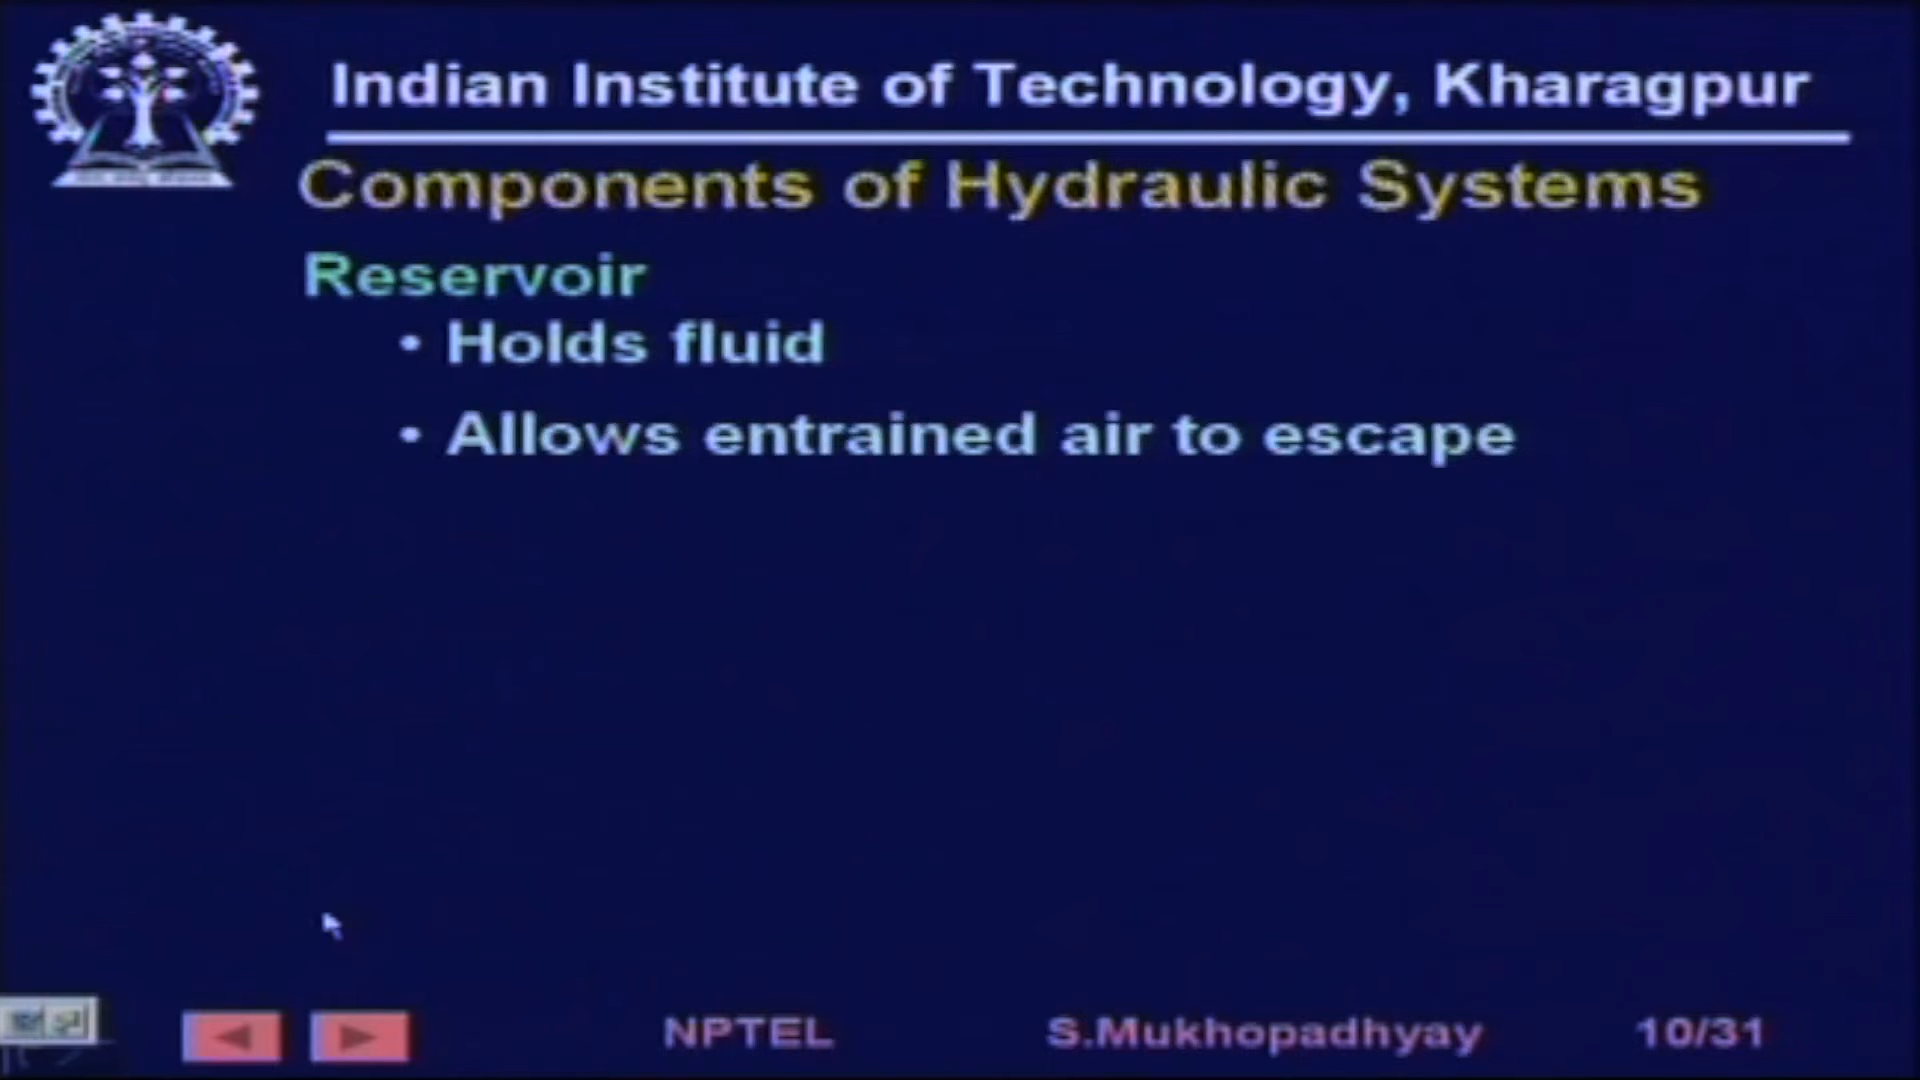 Indian Institute of Technology, Kharagpur
Components of Hydraulic Systems
Reservoir
• Holds fluid
• Allows entrained air to escape
NPTEL S.Mukhopadhyay 10/31